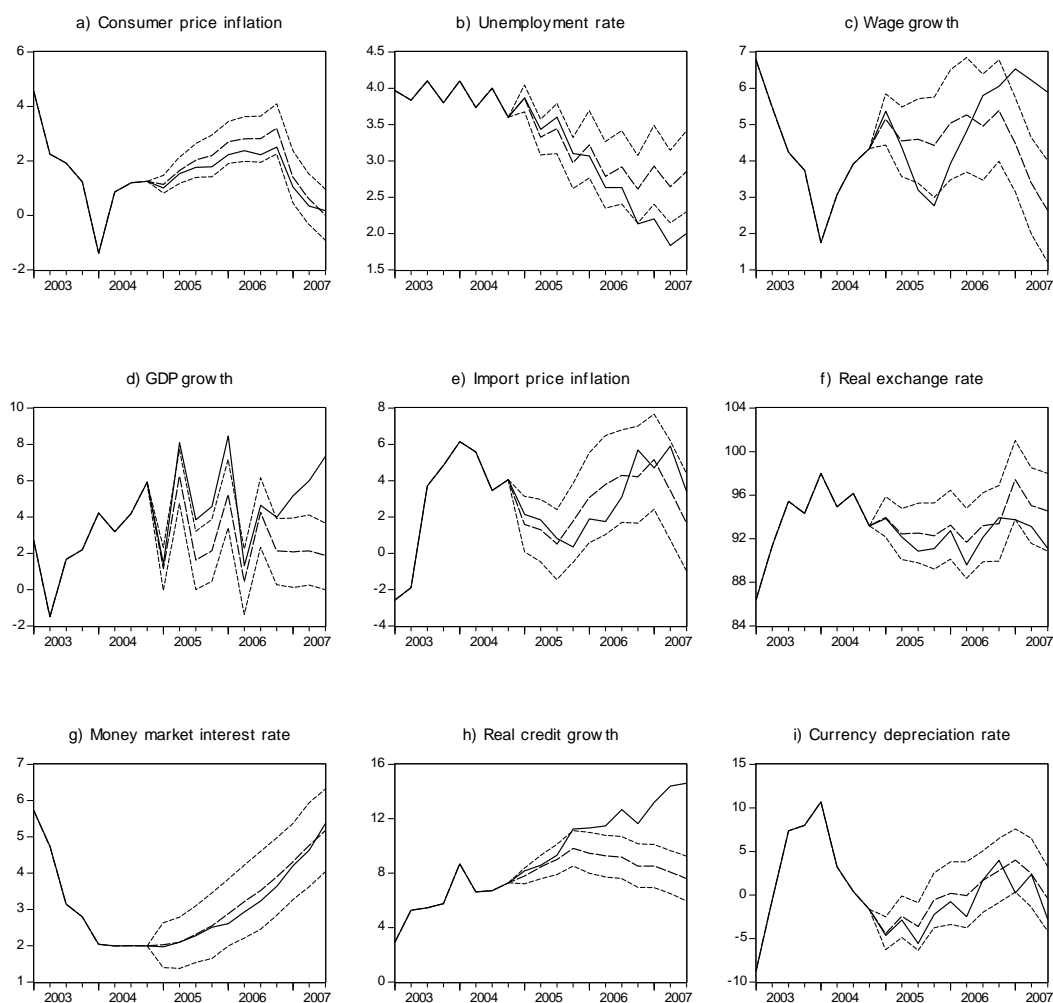 a) Consumer price inflation b) Unemployment rate c) Wage growth
6 4.5 7
4.0 6
4
3.5 5
2 3.0 4
2.5 3
0
2.0 2
-2 1.5 1
2003 2004 2005 2006 2007 2003 2004 2005 2006 2007 2003 2004 2005 2006 2007
d) GDP growth e) Import price inflation f) Real exchange rate
10 8 104
8 6 100
6 4 96
4 2 92
2 0
0 -2 88
-2 -4 84
2003 2004 2005 2006 2007 2003 2004 2005 2006 2007 2003 2004 2005 2006 2007
g) Money market interest rate h) Real credit growth i) Currency depreciation rate
7 16 15
6 12 10
5 5
4 8 0
3 4
2 -5
1 0 -10
2003 2004 2005 2006 2007 2003 2004 2005 2006 2007 2003 2004 2005 2006 2007